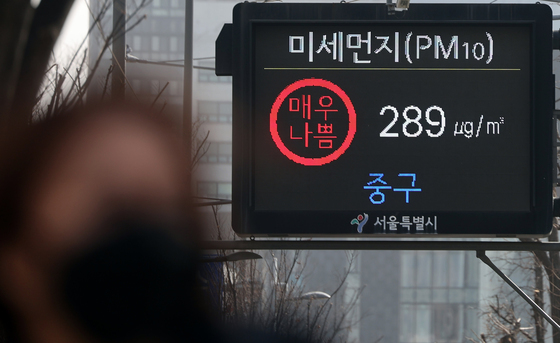 미세먼지(PM10)
매우
나쁨
289 ㎍/㎥
중구
서울특별시